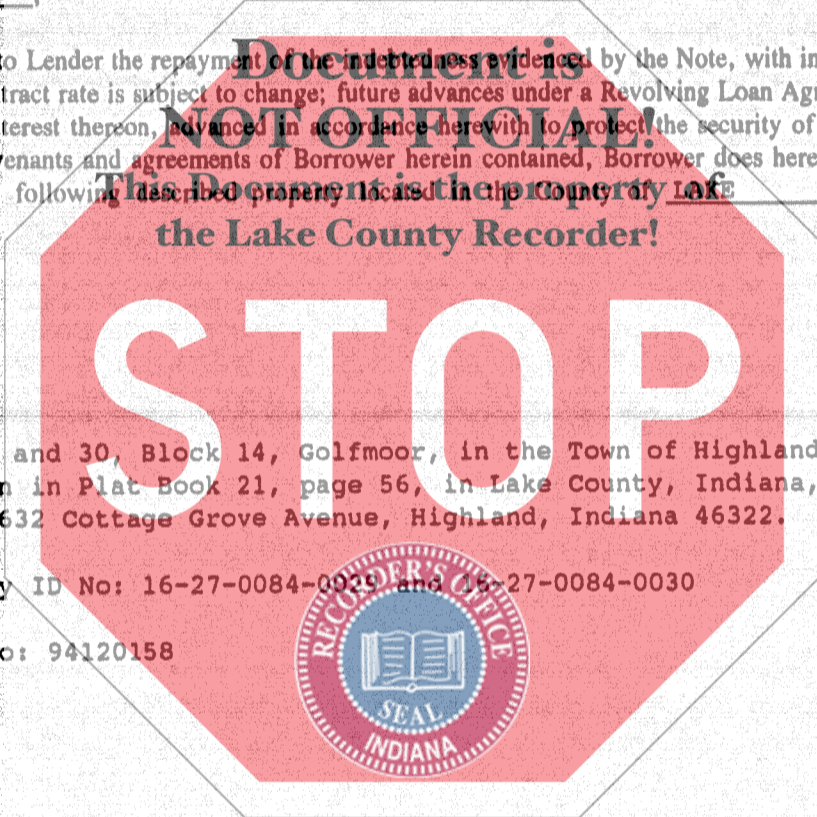 o Lender the repayment of the indebtedness evidenced by the Note, with in
Document is
tract rate is subject to change; future advances under a Revolving Loan Agr
NOT OFFICIAL!
terest thereon, advanced in accordance herewith to protect the security of
enants and agreements of Borrower herein contained, Borrower does here
This Document is the property of
following described property located in the County of LAKE
the Lake County Recorder!
STOP
and 30, Block 14, Golfmoor, in the Town of Highland
n in Plat Book 21, page 56, in Lake County, Indiana,
632 Cottage Grove Avenue, Highland, Indiana 46322.
y ID No: 16-27-0084-0029 and 16-27-0084-0030
o: 94120158
RECORDER'S OFFICE
SEAL
INDIANA